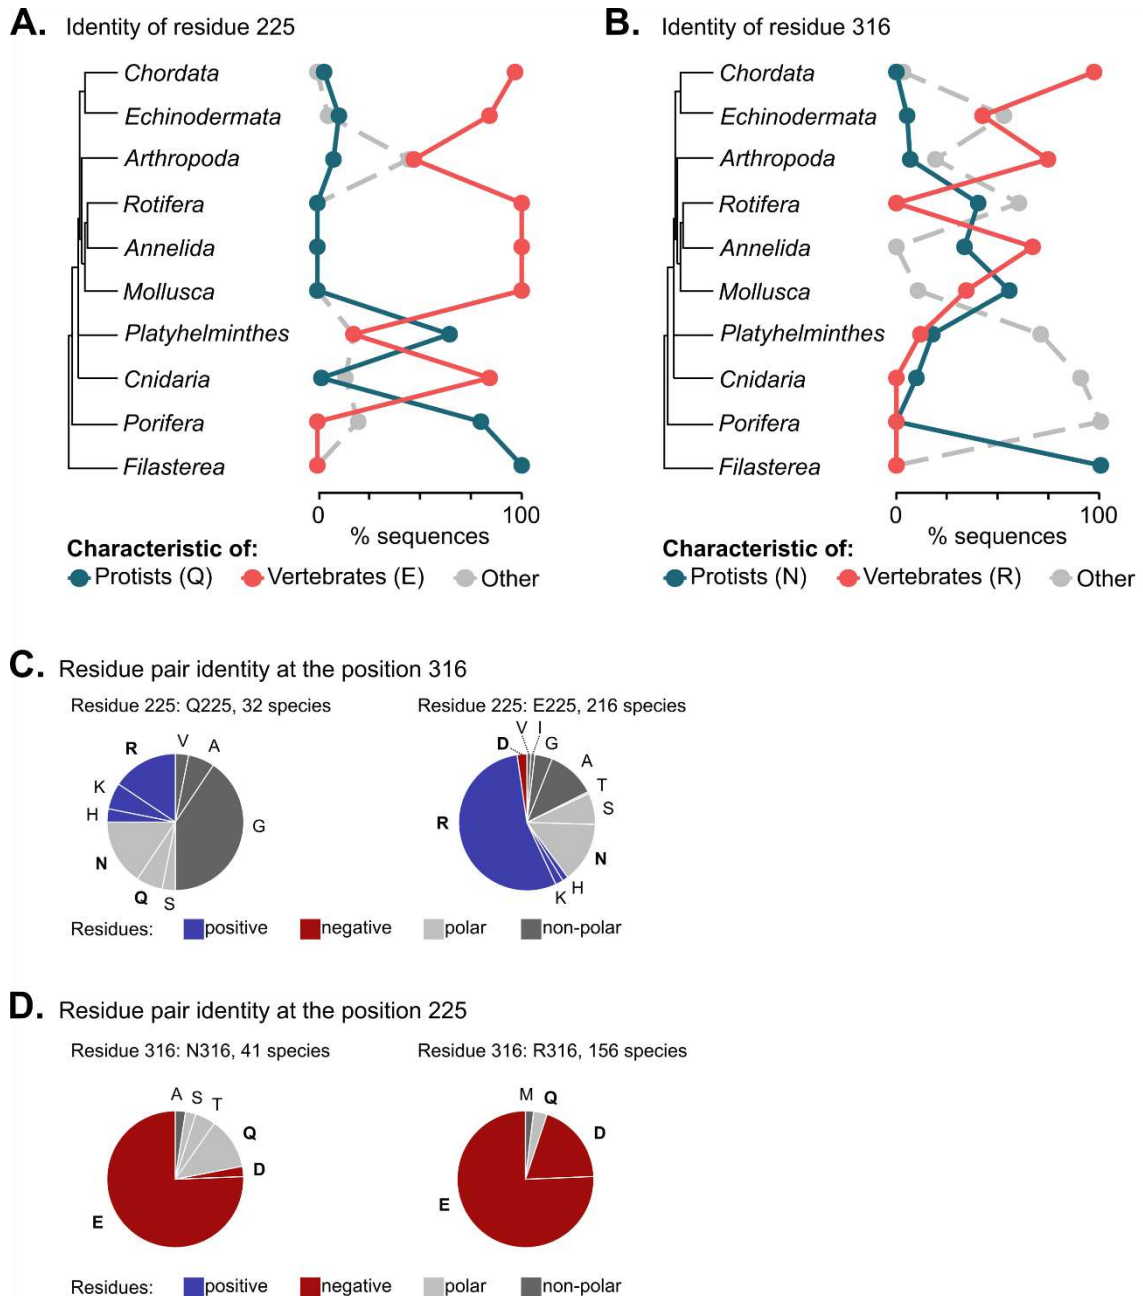 A. Identity of residue 225
Chordata
Echinodermata
Arthropoda
Rotifera
Annelida
Mollusca
Platyhelminthes
Cnidaria
Porifera
Filasterea
0 100
% sequences
Characteristic of:
Protists (Q) Vertebrates (E) Other
B. Identity of residue 316
Chordata
Echinodermata
Arthropoda
Rotifera
Annelida
Mollusca
Platyhelminthes
Cnidaria
Porifera
Filasterea
0 100
% sequences
Characteristic of:
Protists (N) Vertebrates (R) Other
C. Residue pair identity at the position 316
Residue 225: Q225, 32 species
R V A
K
H G
N
Q S
Residue 225: E225, 216 species
V I
D G
A
T
S
R
N
H
K
Residues: positive negative polar non-polar
D. Residue pair identity at the position 225
Residue 316: N316, 41 species
A S T
Q
D
E
Residue 316: R316, 156 species
M Q
D
E
Residues: positive negative polar non-polar